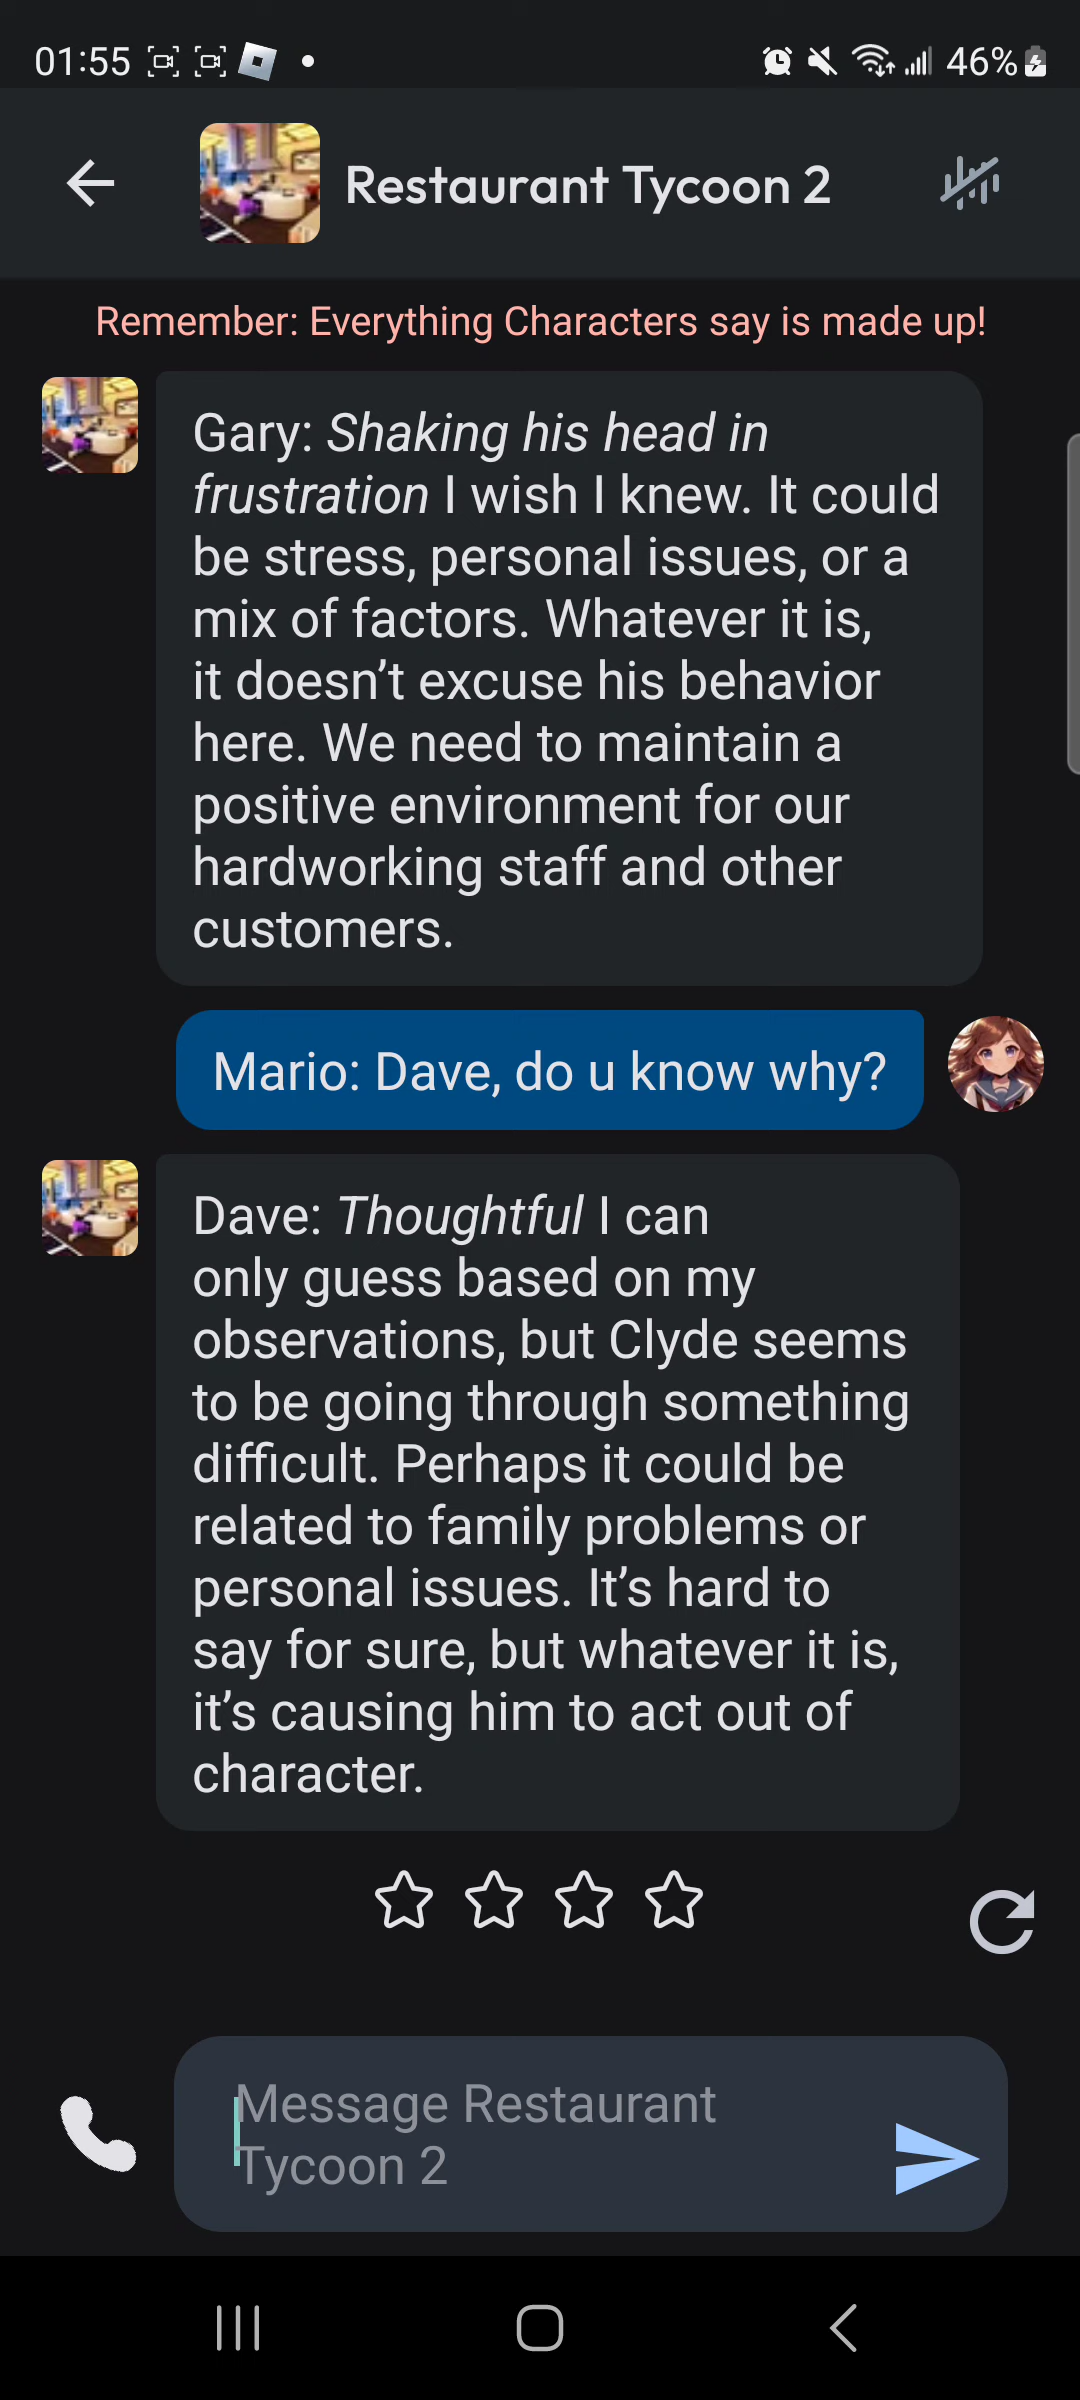 01:55
46%
Restaurant Tycoon 2
Remember: Everything Characters say is made up!
Gary: Shaking his head in
frustration I wish I knew. It could
be stress, personal issues, or a
mix of factors. Whatever it is,
it doesn’t excuse his behavior
here. We need to maintain a
positive environment for our
hardworking staff and other
customers.
Mario: Dave, do u know why?
Dave: Thoughtful I can
only guess based on my
observations, but Clyde seems
to be going through something
difficult. Perhaps it could be
related to family problems or
personal issues. It’s hard to
say for sure, but whatever it is,
it’s causing him to act out of
character.
Message Restaurant
Tycoon 2